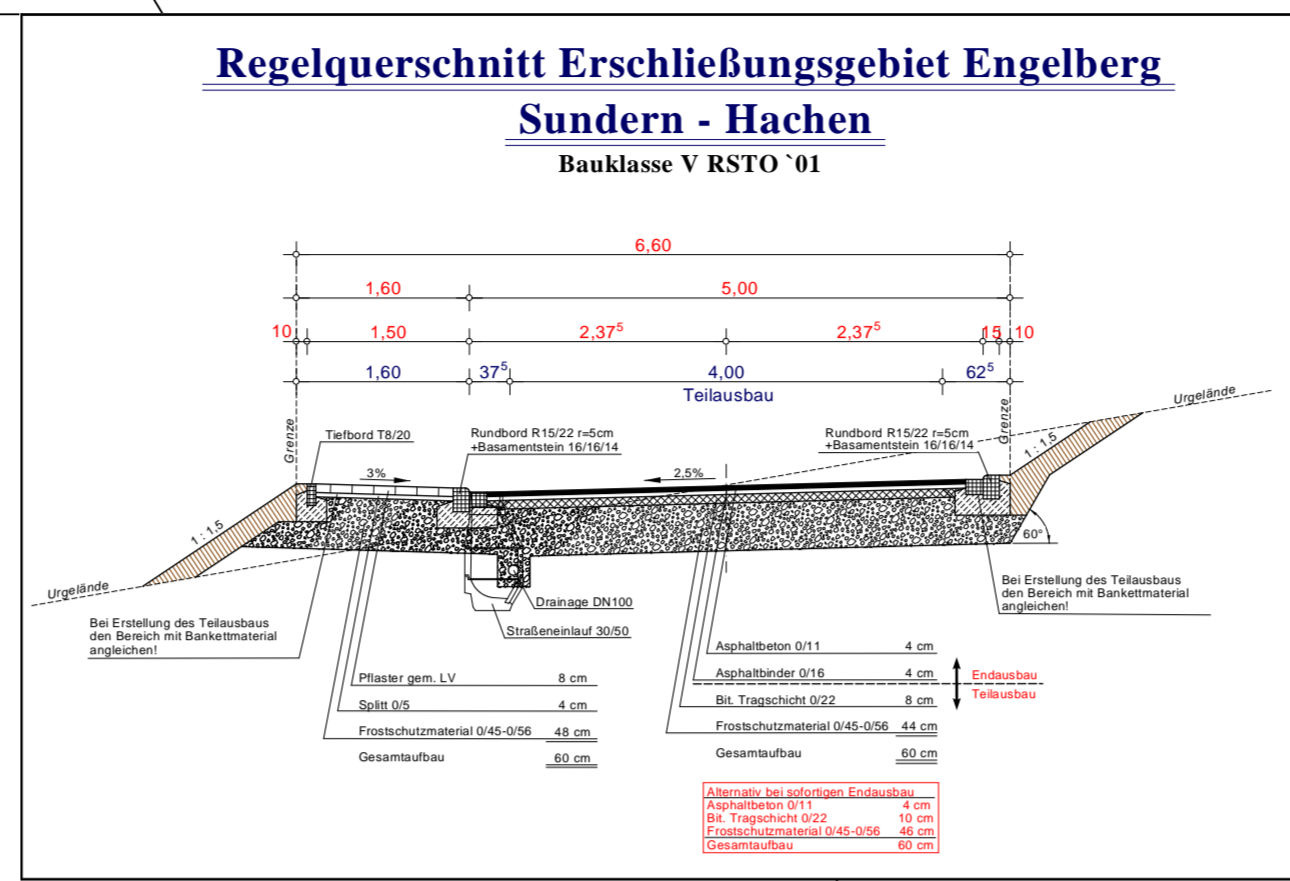 Regelquerschnitt Erschließungsgebiet Engelberg
Sundern - Hachen
Bauklasse V RSTO `01
6,60
1,60 5,00
10 1,50 2,37⁵ 2,37⁵ 15 10
1,60 37⁵ 4,00 62⁵
Teilausbau
Grenze
Grenze
Urgelände
Tiefbord T8/20
Rundbord R15/22 r=5cm
+Basamentstein 16/16/14
Rundbord R15/22 r=5cm
+Basamentstein 16/16/14
1 : 1,5
3%
2,5%
1 : 1,5
60°
Urgelände
Drainage DN100
Straßeneinlauf 30/50
Bei Erstellung des Teilausbaus
den Bereich mit Bankettmaterial
angleichen!
Bei Erstellung des Teilausbaus
den Bereich mit Bankettmaterial
angleichen!
Pflaster gem. LV 8 cm
Splitt 0/5 4 cm
Frostschutzmaterial 0/45-0/56 48 cm
Gesamtaufbau 60 cm
Asphaltbeton 0/11 4 cm
Asphaltbinder 0/16 4 cm
Bit. Tragschicht 0/22 8 cm
Frostschutzmaterial 0/45-0/56 44 cm
Gesamtaufbau 60 cm
Endausbau
Teilausbau
Alternativ bei sofortigen Endausbau
Asphaltbeton 0/11 4 cm
Bit. Tragschicht 0/22 10 cm
Frostschutzmaterial 0/45-0/56 46 cm
Gesamtaufbau 60 cm